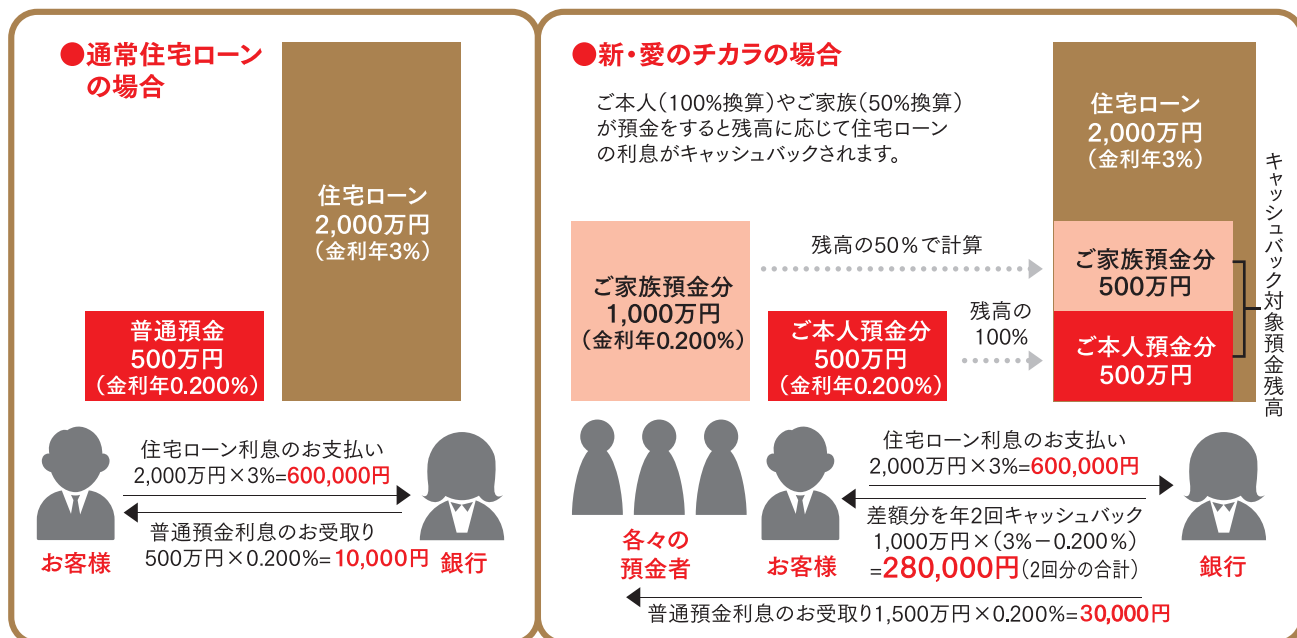 ●通常住宅ローン
の場合
住宅ローン
2,000万円
(金利年3%)
普通預金
500万円
(金利年0.200%)
住宅ローン利息のお支払い
2,000万円×3%=600,000円
普通預金利息のお受取り
500万円×0.200%=10,000円
お客様
銀行
●新・愛のチカラの場合
ご本人(100%換算)やご家族(50%換算)
が預金をすると残高に応じて住宅ローン
の利息がキャッシュバックされます。
住宅ローン
2,000万円
(金利年3%)
ご家族預金分
1,000万円
(金利年0.200%)
残高の50%で計算
ご家族預金分
500万円
ご本人預金分
500万円
(金利年0.200%)
残高の
100%
ご本人預金分
500万円
キャッシュバック対象預金残高
住宅ローン利息のお支払い
2,000万円×3%=600,000円
差額分を年2回キャッシュバック
1,000万円×(3%−0.200%)
=280,000円(2回分の合計)
各々の
預金者
お客様
銀行
普通預金利息のお受取り1,500万円×0.200%=30,000円